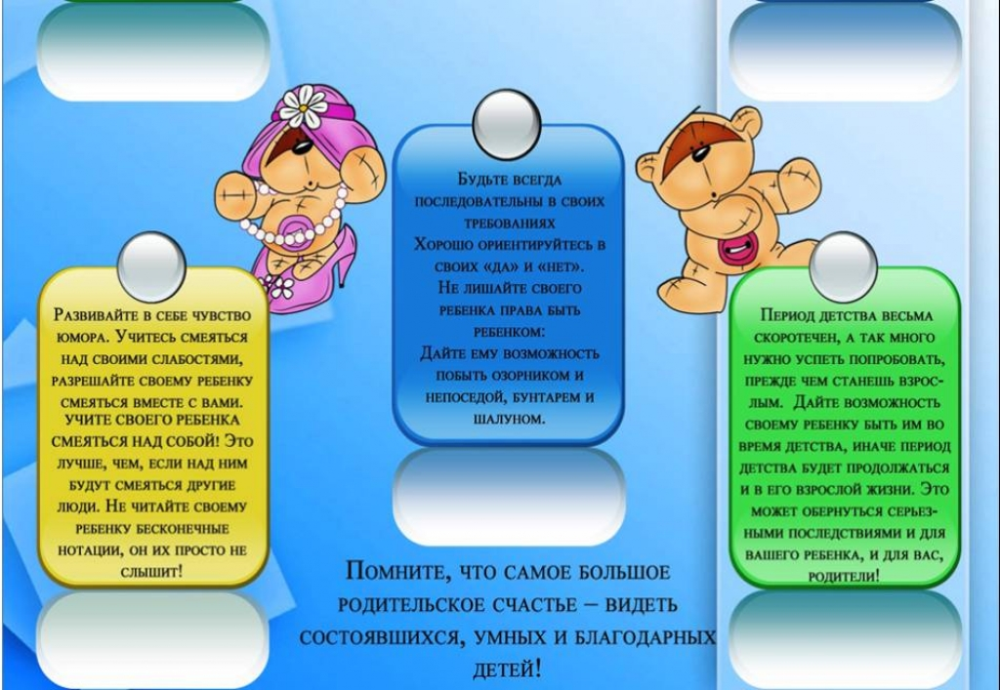 Развивайте в себе чувство
юмора. Учитесь смеяться
над своими слабостями,
разрешайте своему ребенку
смеяться вместе с вами.
учите своего ребенка
смеяться над собой! Это
лучше, чем, если над ним
будут смеяться другие
люди. Не читайте своему
ребенку бесконечные
нотации, он их просто не
слышит!
Будьте всегда
последовательны в своих
требованиях
Хорошо ориентируйтесь в
своих «да» и «нет».
Не лишайте своего
ребенка права быть
ребенком:
Дайте ему возможность
побыть озорником и
непоседой, бунтарем и
шалуном.
Период детства весьма
скоротечен, а так много
нужно успеть попробовать,
прежде чем станешь взрос-
лым. Дайте возможность
своему ребенку быть им во
время детства, иначе период
детства будет продолжаться
и в его взрослой жизни. Это
может обернуться серьез-
ными последствиями и для
вашего ребенка, и для вас,
родители!
Помните, что самое большое
родительское счастье – видеть
состоявшихся, умных и благодарных
детей!